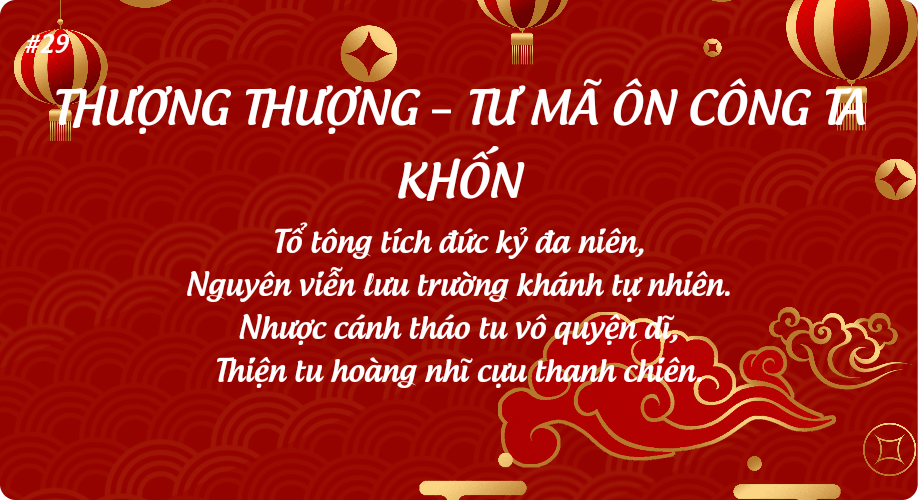 #29
THƯỢNG THƯỢNG – TƯ MÃ ÔN CÔNG TA
KHỐN
Tổ tông tích đức kỷ đa niên,
Nguyên viễn lưu trường khánh tự nhiên.
Nhược cánh tháo tu vô quyện dĩ,
Thiện tu hoàng nhĩ cựu thanh chiên